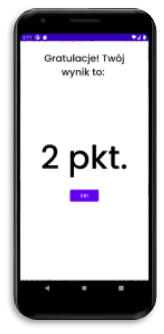 Gratulacje! Twój
wynik to:
2 pkt.